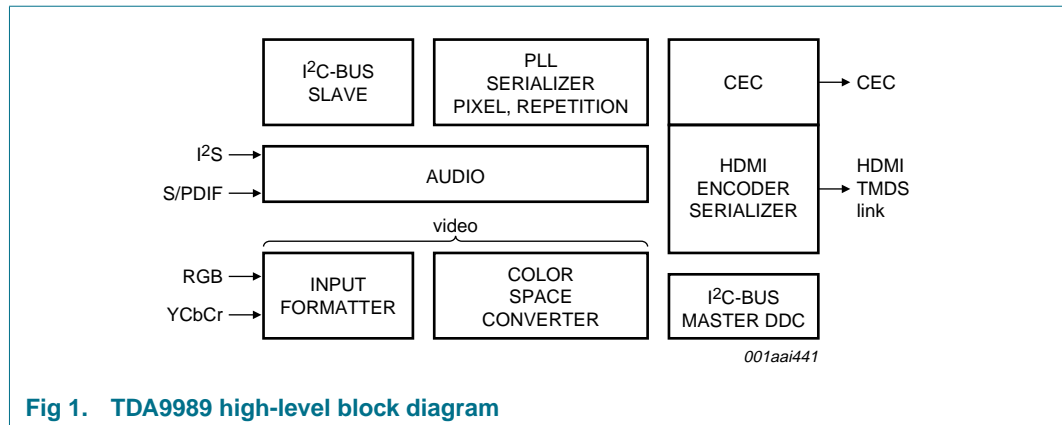 I2C-BUS
SLAVE
PLL
SERIALIZER
PIXEL, REPETITION
CEC
CEC
I2S
S/PDIF
AUDIO
HDMI
ENCODER
SERIALIZER
HDMI
TMDS
link
video
RGB
YCbCr
INPUT
FORMATTER
COLOR
SPACE
CONVERTER
I2C-BUS
MASTER DDC
001aai441
Fig 1. TDA9989 high-level block diagram